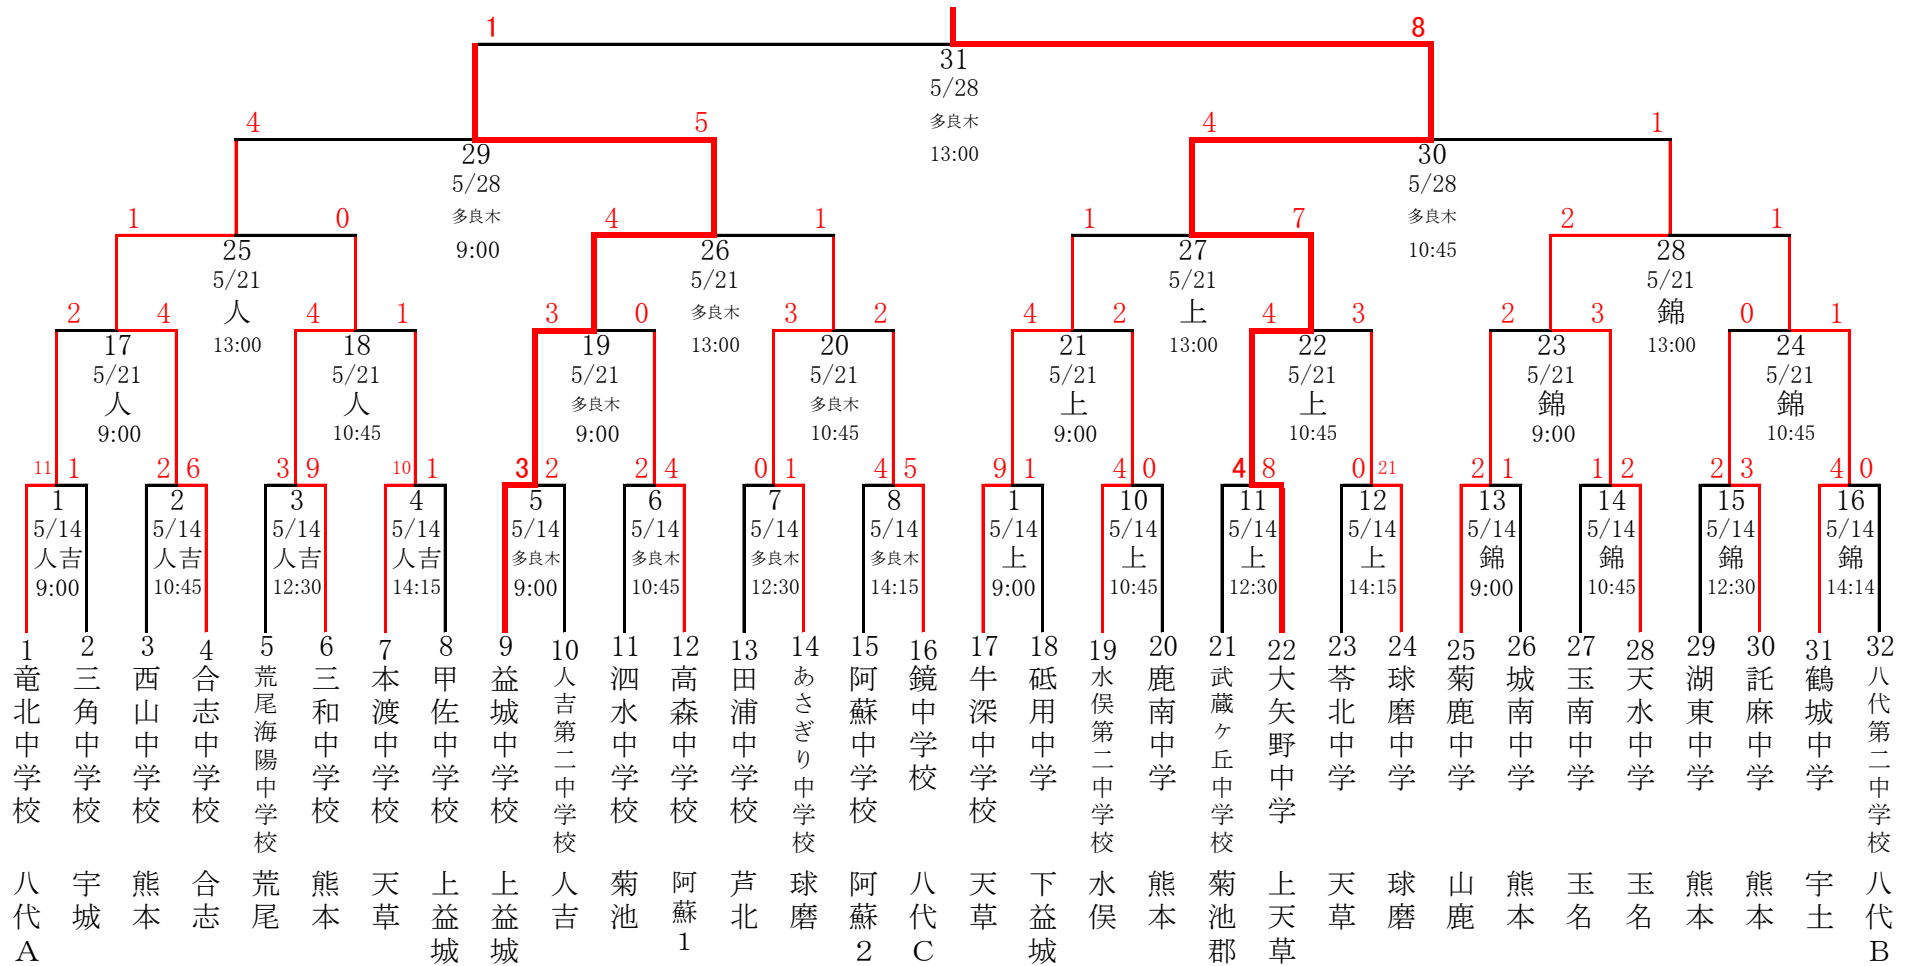 1 8
31
5/28
多良木
13:00
4 5 4 1
29 30
5/28 5/28
多良木 多良木
9:00 10:45
1 0 4 1 1 7 2 1
25 26 27 28
5/21 5/21 5/21 5/21
人 多良木 上 錦
13:00 13:00 13:00 13:00
2 4 4 1 3 0 3 2 4 2 4 3 2 3 0 1
17 18 19 20 21 22 23 24
5/21 5/21 5/21 5/21 5/21 5/21 5/21 5/21
人 人 多良木 多良木 上 上 錦 錦
9:00 10:45 9:00 10:45 9:00 10:45 9:00 10:45
11 1 2 6 3 9 10 1 3 2 2 4 0 1 4 5 9 1 4 0 4 8 0 21 2 1 1 2 2 3 4 0
1 2 3 4 5 6 7 8 1 10 11 12 13 14 15 16
5/14 5/14 5/14 5/14 5/14 5/14 5/14 5/14 5/14 5/14 5/14 5/14 5/14 5/14 5/14 5/14
人吉 人吉 人吉 人吉 多良木 多良木 多良木 多良木 上 上 上 上 錦 錦 錦 錦
9:00 10:45 12:30 14:15 9:00 10:45 12:30 14:15 9:00 10:45 12:30 14:15 9:00 10:45 12:30 14:14
1 竜北中学校 八代A
2 三角中学校 宇城
3 西山中学校 熊本
4 合志中学校 合志
5 荒尾海陽中学校 荒尾
6 三和中学校 熊本
7 本渡中学校 天草
8 甲佐中学校 上益城
9 益城中学校 上益城
10 人吉第二中学校 人吉
11 泗水中学校 菊池
12 高森中学校 阿蘇1
13 田浦中学校 芦北
14 あさぎり中学校 球磨
15 阿蘇中学校 阿蘇2
16 鏡中学校 八代C
17 牛深中学校 天草
18 砥用中学 下益城
19 水俣第二中学校 水俣
20 鹿南中学 熊本
21 武蔵ヶ丘中学校 菊池郡
22 大矢野中学 上天草
23 苓北中学 天草
24 球磨中学 球磨
25 菊鹿中学 山鹿
26 城南中学 熊本
27 玉南中学 玉名
28 天水中学 玉名
29 湖東中学 熊本
30 託麻中学 熊本
31 鶴城中学 宇土
32 八代第二中学校 八代B